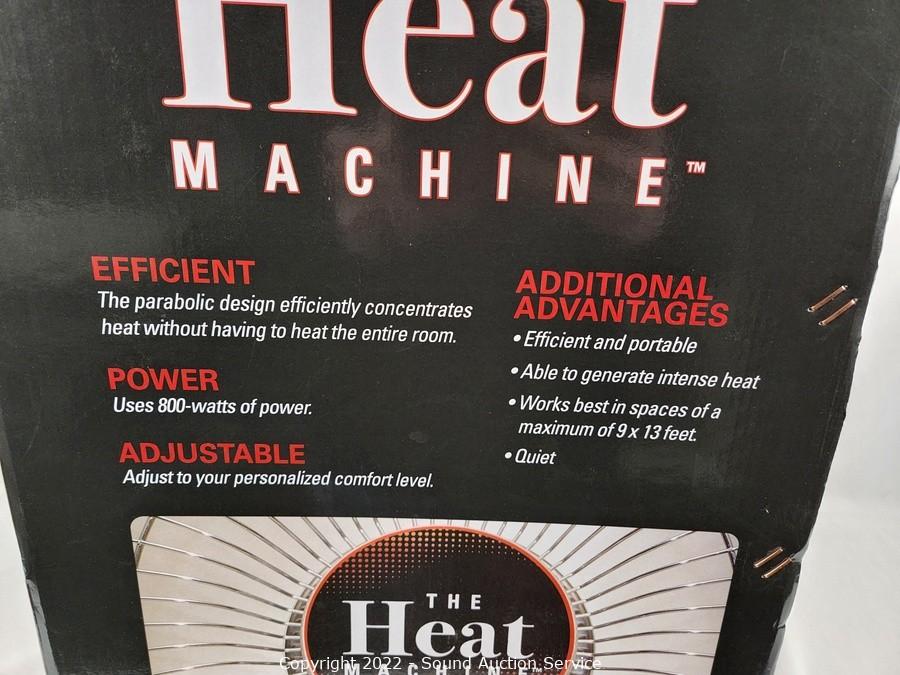 Heat
MACHINE™
EFFICIENT
The parabolic design efficiently concentrates
heat without having to heat the entire room.
POWER
Uses 800-watts of power.
ADJUSTABLE
Adjust to your personalized comfort level.
ADDITIONAL
ADVANTAGES
• Efficient and portable
• Able to generate intense heat
• Works best in spaces of a
maximum of 9 x 13 feet.
• Quiet
THE
Heat
MACHINE™
Copyright 2022 - Sound Auction Service